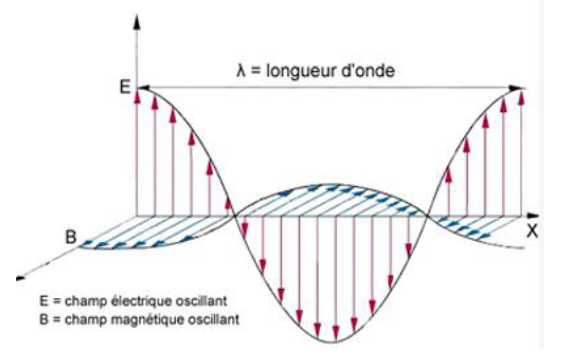 λ = longueur d'onde
E
B
X
E = champ électrique oscillant
B = champ magnétique oscillant